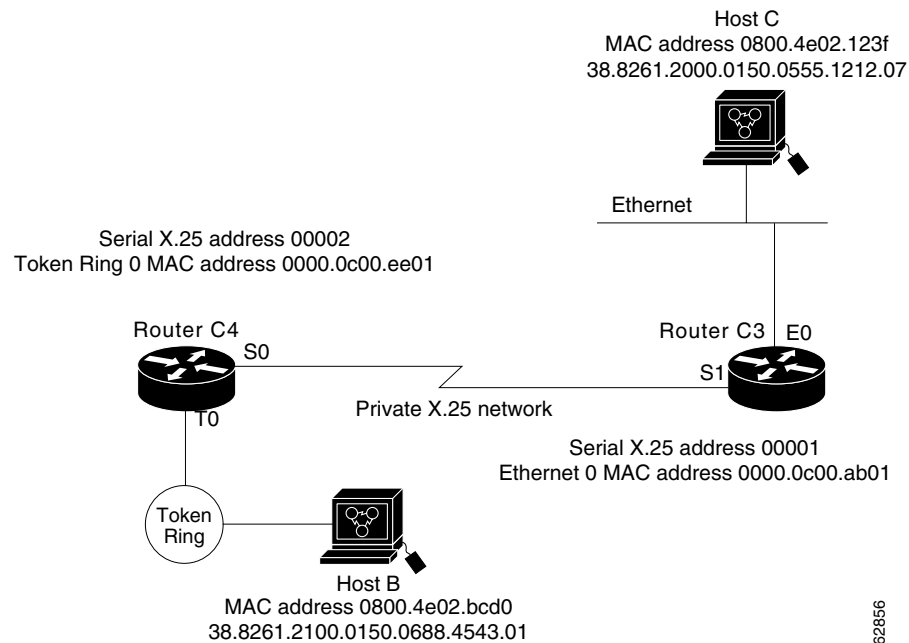 Host C
MAC address 0800.4e02.123f
38.8261.2000.0150.0555.1212.07
Ethernet
Serial X.25 address 00002
Token Ring 0 MAC address 0000.0c00.ee01
Router C4
S0
Router C3
E0
S1
Private X.25 network
T0
Serial X.25 address 00001
Ethernet 0 MAC address 0000.0c00.ab01
Token
Ring
Host B
MAC address 0800.4e02.bcd0
38.8261.2100.0150.0688.4543.01
62856